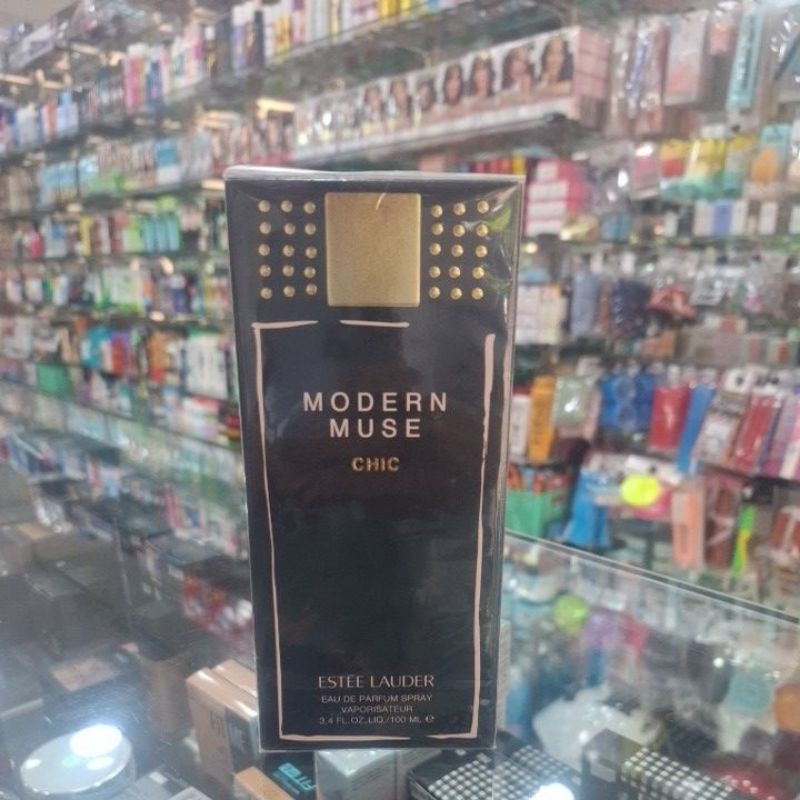 MODERN
MUSE
CHIC
ESTĒE LAUDER
EAU DE PARFUM SPRAY
VAPORISATEUR
3.4 FL.OZ.LIQ./100 ML ℮